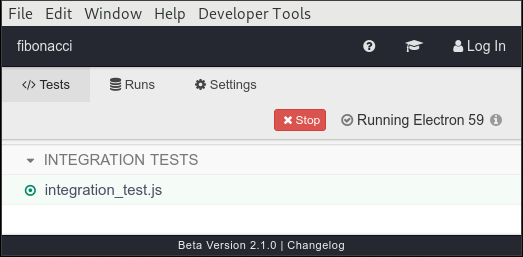 File Edit Window Help Developer Tools
fibonacci Log In
Tests Runs Settings
Stop Running Electron 59
INTEGRATION TESTS
integration_test.js
Beta Version 2.1.0 | Changelog